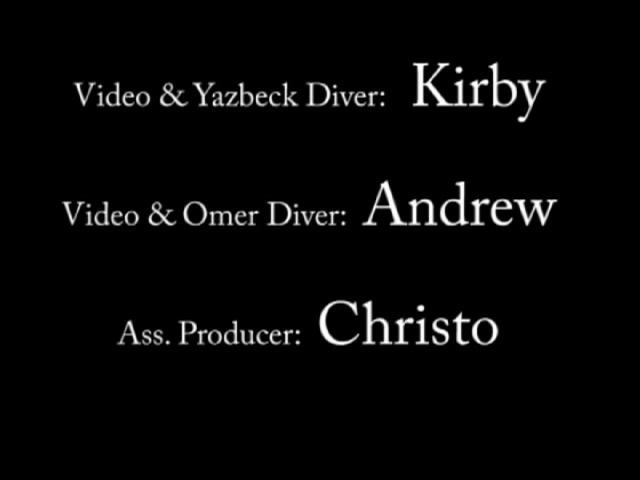 Video & Yazbeck Diver: Kirby
Video & Omer Diver: Andrew
Ass. Producer: Christo